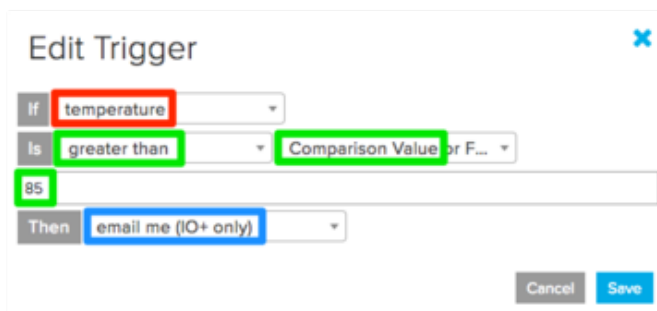 Edit Trigger
If temperature
Is greater than Comparison Value or F...
85
Then email me (IO+ only)
Cancel Save